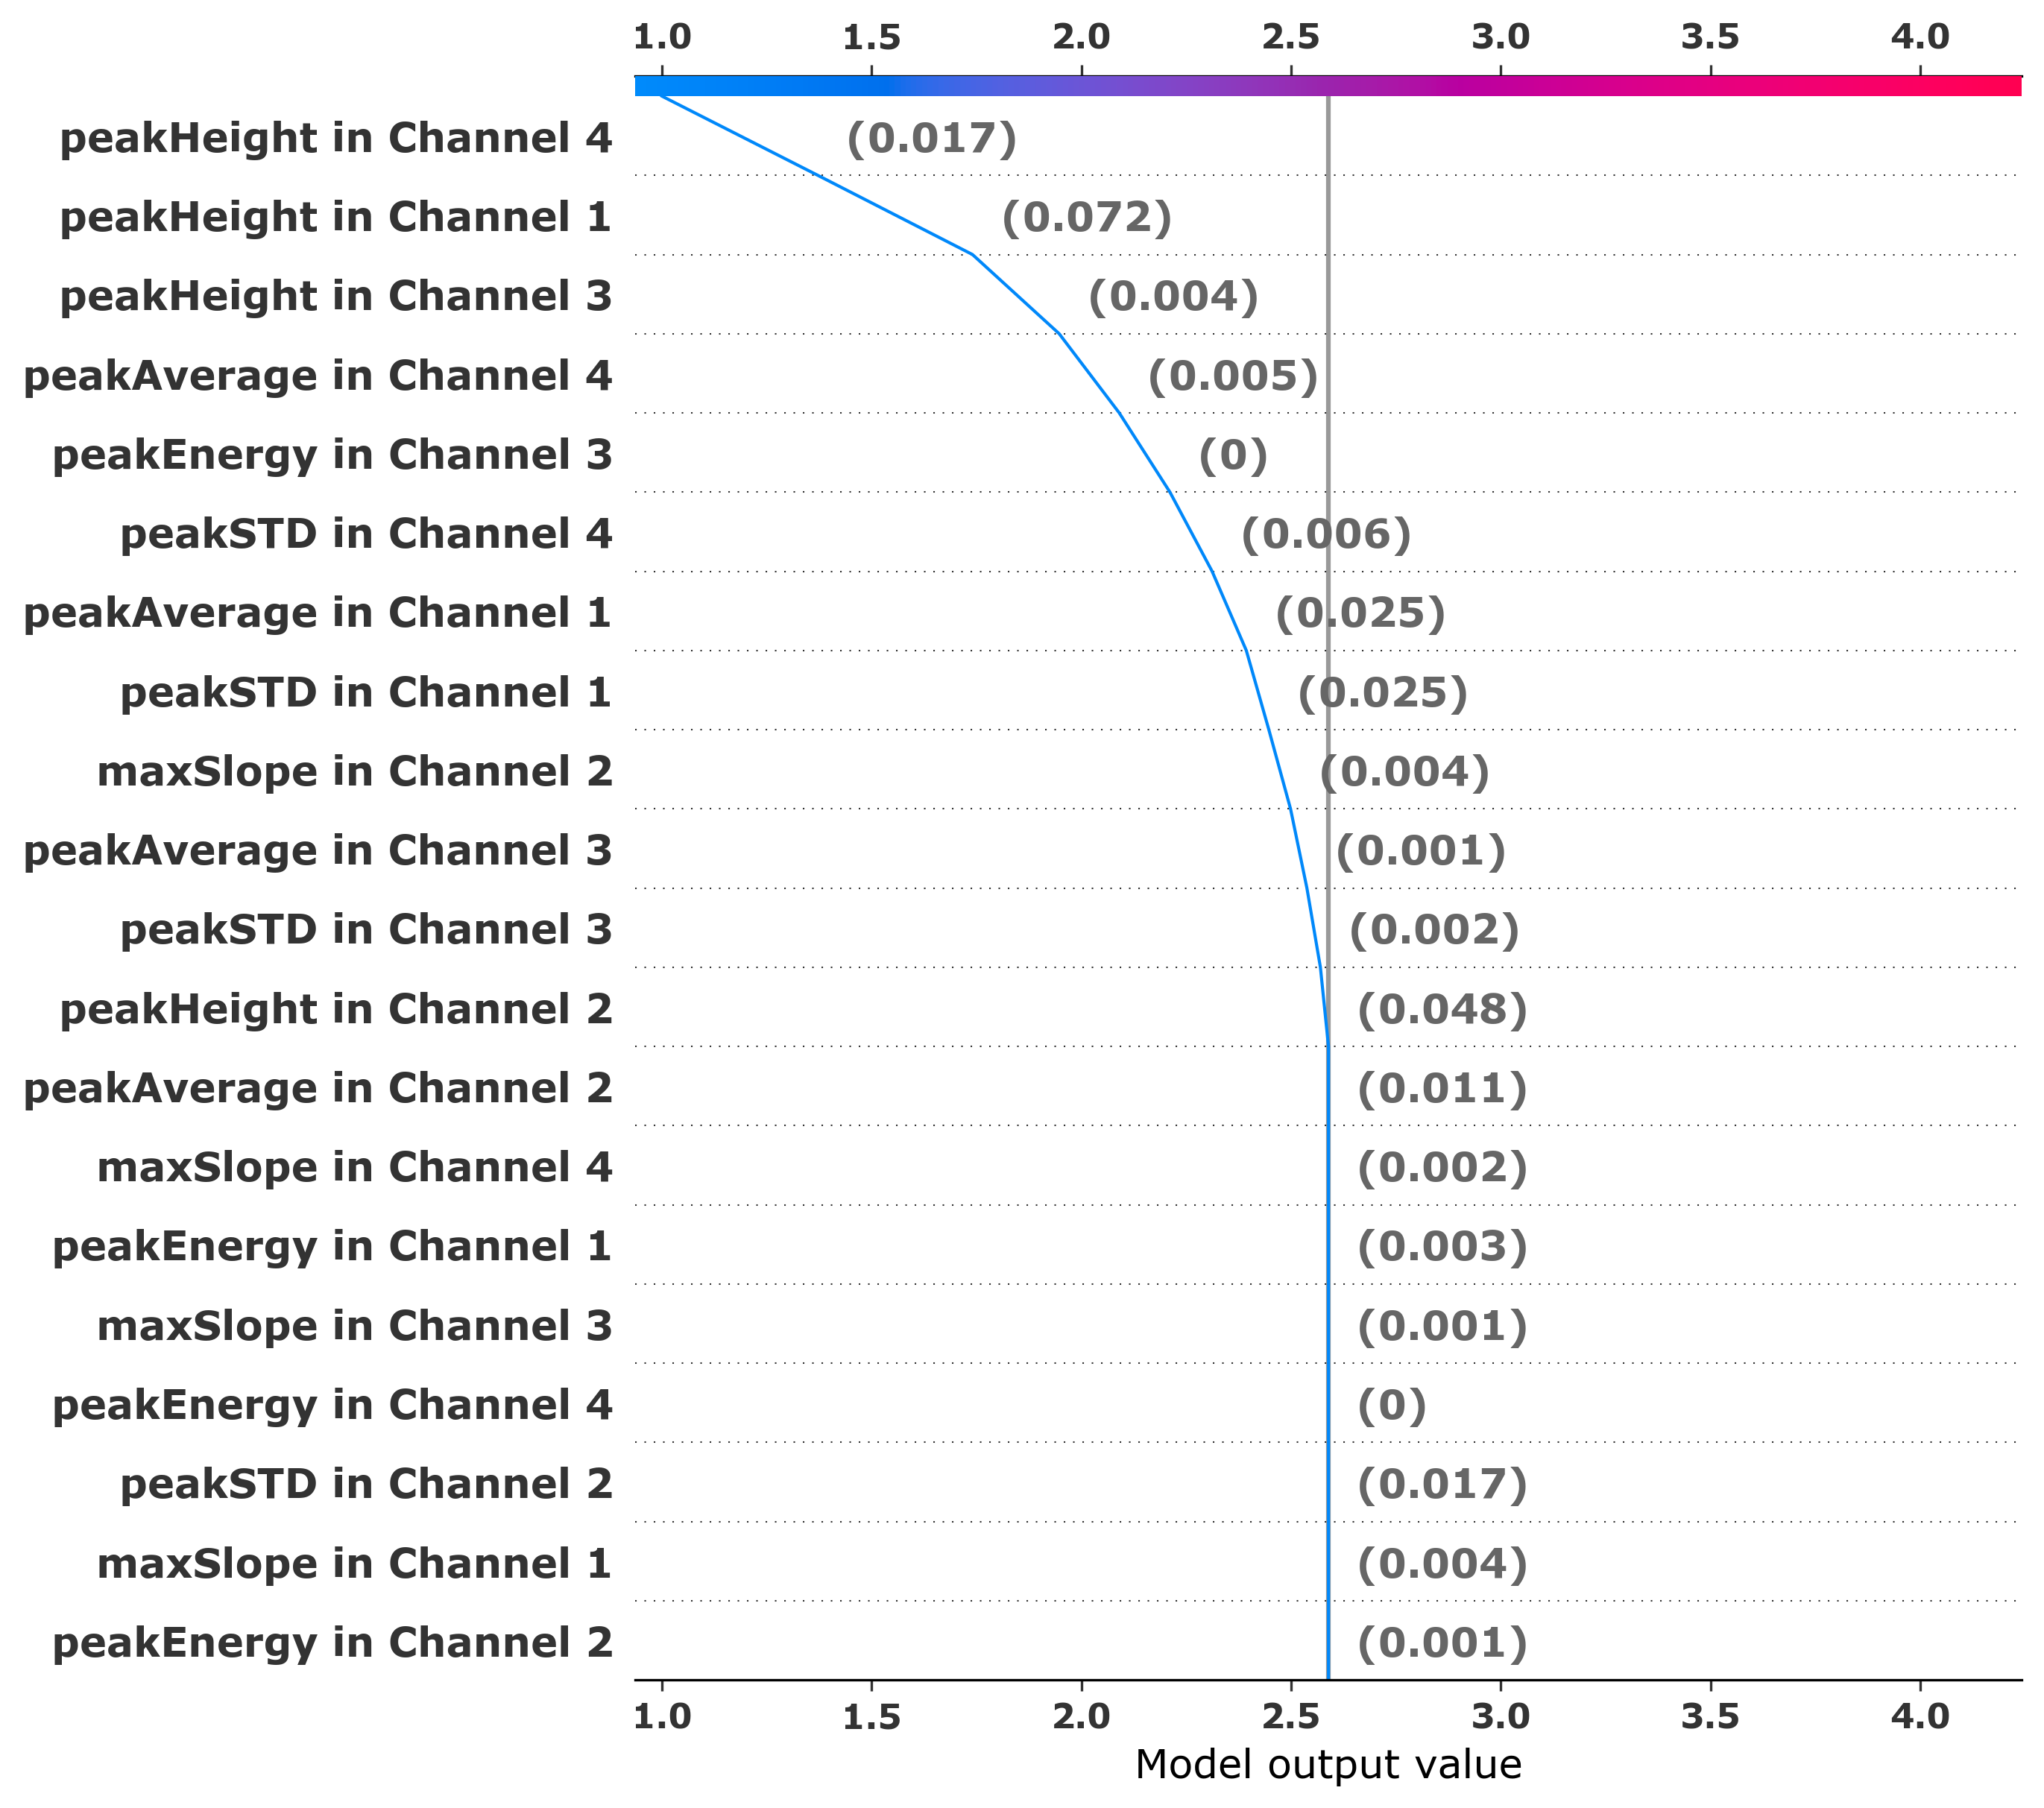 1.0 1.5 2.0 2.5 3.0 3.5 4.0
peakHeight in Channel 4 (0.017)
peakHeight in Channel 1 (0.072)
peakHeight in Channel 3 (0.004)
peakAverage in Channel 4 (0.005)
peakEnergy in Channel 3 (0)
peakSTD in Channel 4 (0.006)
peakAverage in Channel 1 (0.025)
peakSTD in Channel 1 (0.025)
maxSlope in Channel 2 (0.004)
peakAverage in Channel 3 (0.001)
peakSTD in Channel 3 (0.002)
peakHeight in Channel 2 (0.048)
peakAverage in Channel 2 (0.011)
maxSlope in Channel 4 (0.002)
peakEnergy in Channel 1 (0.003)
maxSlope in Channel 3 (0.001)
peakEnergy in Channel 4 (0)
peakSTD in Channel 2 (0.017)
maxSlope in Channel 1 (0.004)
peakEnergy in Channel 2 (0.001)
1.0 1.5 2.0 2.5 3.0 3.5 4.0
Model output value